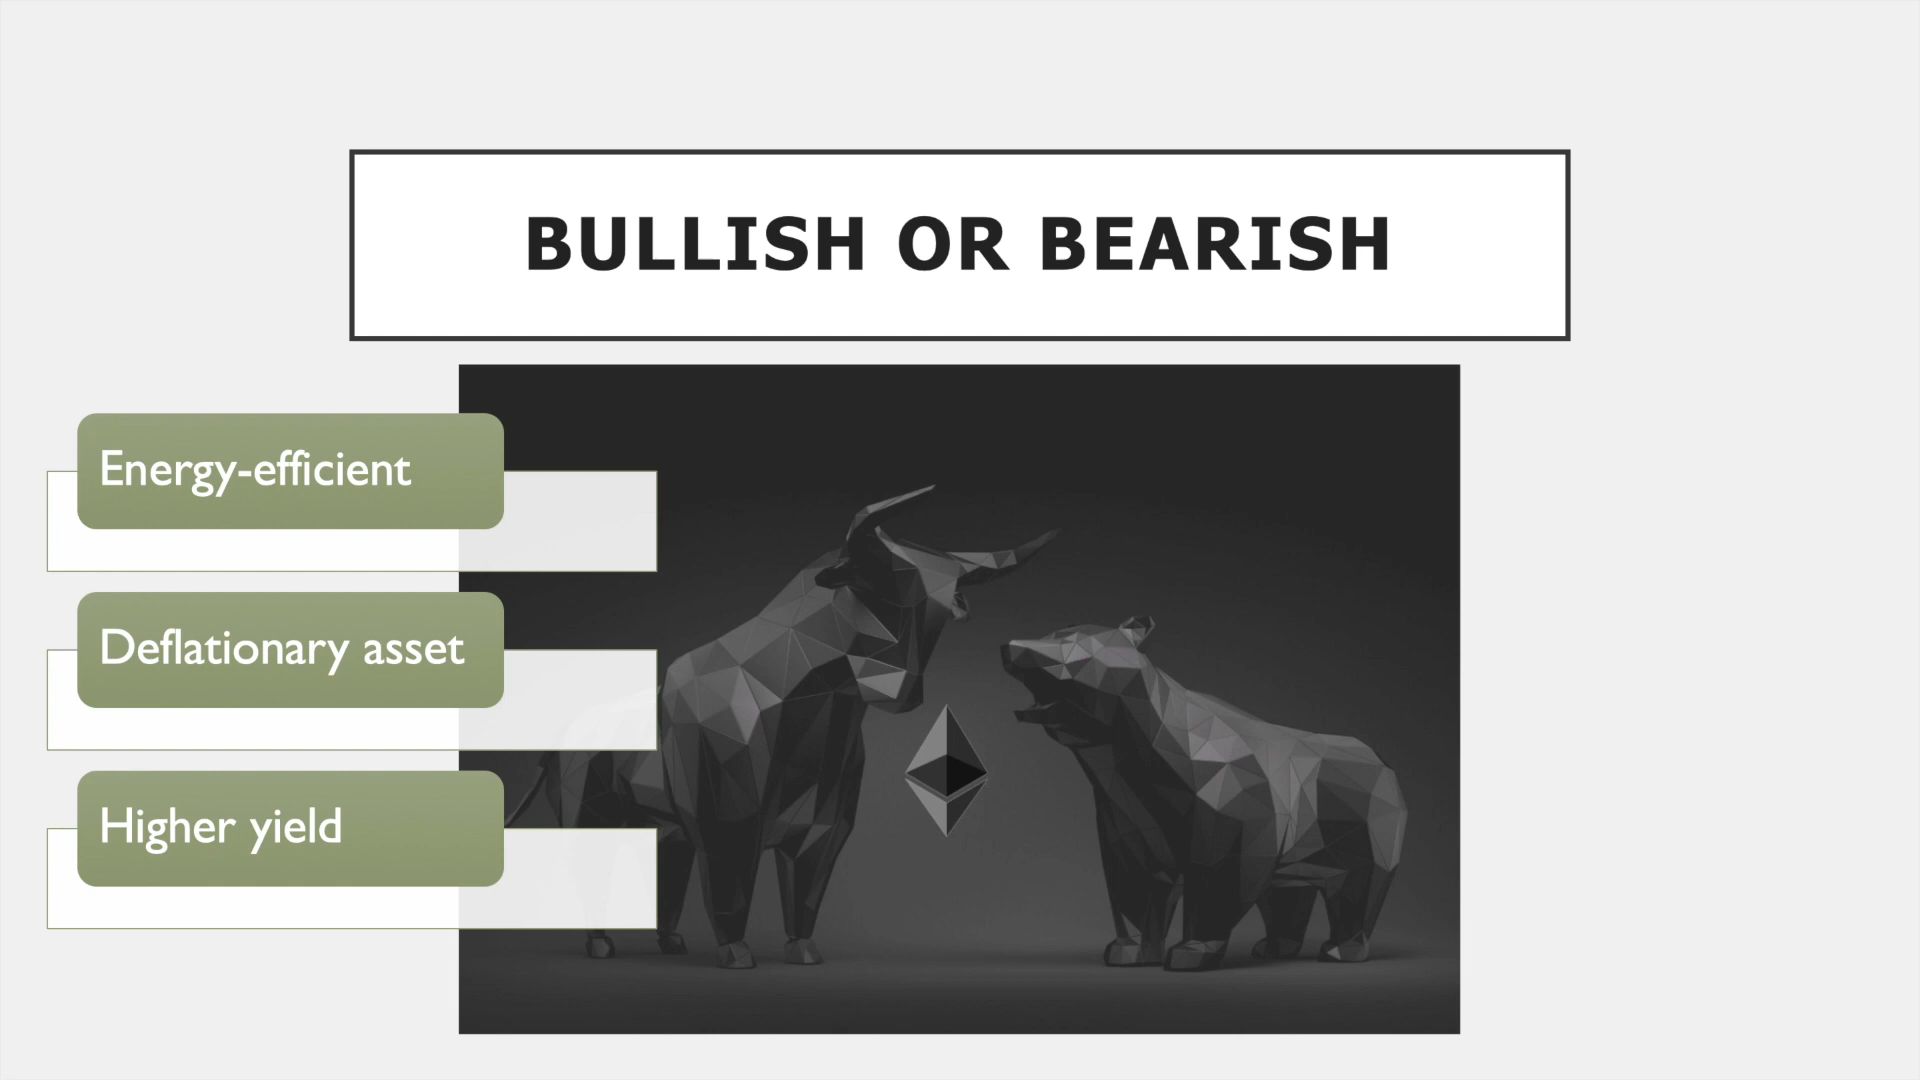 BULLISH OR BEARISH
Energy-efficient
Deflationary asset
Higher yield